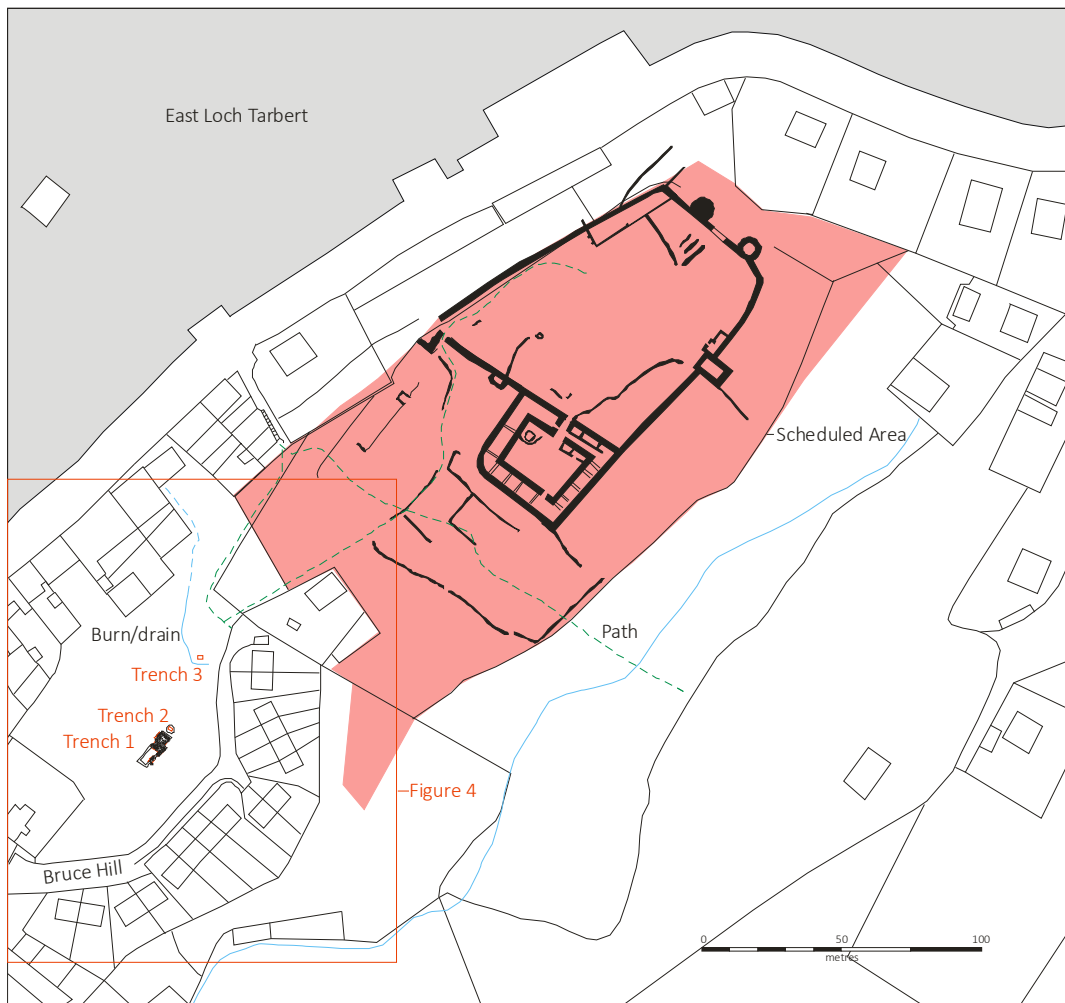 East Loch Tarbert
Scheduled Area
Path
Burn/drain
Trench 3
Trench 2
Trench 1
Figure 4
Bruce Hill
0 50 100
metres